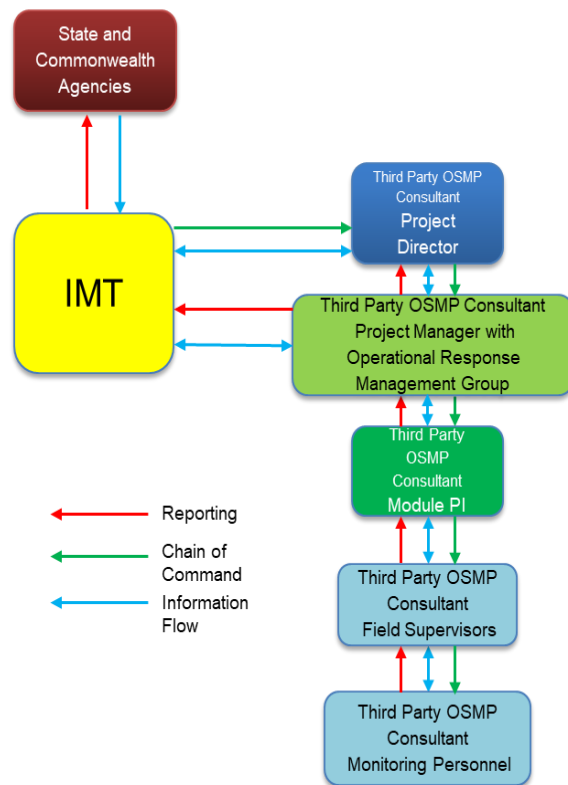 State and
Commonwealth
Agencies
Third Party OSMP
Consultant
Project
Director
IMT
Third Party OSMP Consultant
Project Manager with
Operational Response
Management Group
Third Party
OSMP
Consultant
Module PI
Reporting
Chain of
Command
Information
Flow
Third Party OSMP
Consultant
Field Supervisors
Third Party OSMP
Consultant
Monitoring Personnel